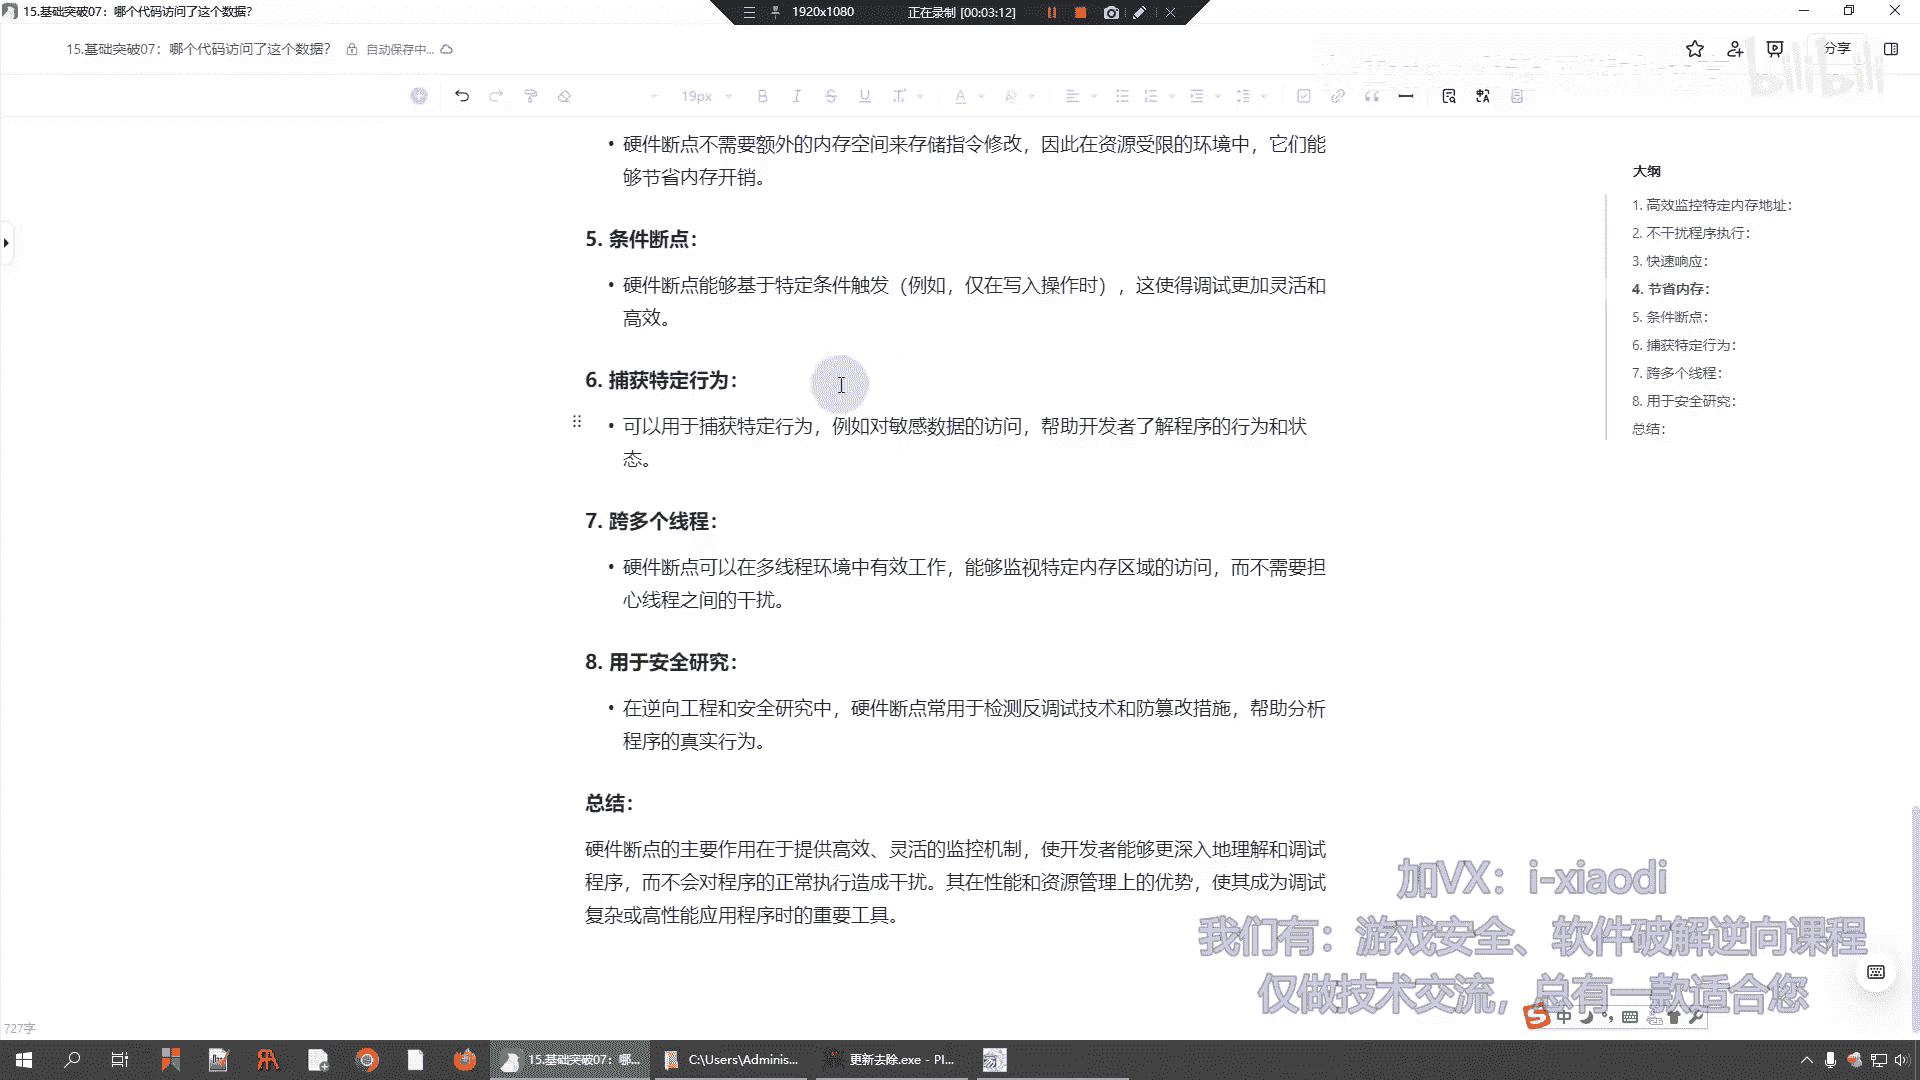 15.基础突破07：哪个代码访问了这个数据？
1920x1080
正在录制 [00:03:12]
15.基础突破07：哪个代码访问了这个数据？
自动保存中...
分享
bilibili
19px
• 硬件断点不需要额外的内存空间来存储指令修改，因此在资源受限的环境中，它们能
够节省内存开销。
5. 条件断点：
• 硬件断点能够基于特定条件触发（例如，仅在写入操作时），这使得调试更加灵活和
高效。
6. 捕获特定行为：
• 可以用于捕获特定行为，例如对敏感数据的访问，帮助开发者了解程序的行为和状
态。
7. 跨多个线程：
• 硬件断点可以在多线程环境中有效工作，能够监视特定内存区域的访问，而不需要担
心线程之间的干扰。
8. 用于安全研究：
• 在逆向工程和安全研究中，硬件断点常用于检测反调试技术和防篡改措施，帮助分析
程序的真实行为。
总结：
硬件断点的主要作用在于提供高效、灵活的监控机制，使开发者能够更深入地理解和调试
程序，而不会对程序的正常执行造成干扰。其在性能和资源管理上的优势，使其成为调试
复杂或高性能应用程序时的重要工具。
大纲
1. 高效监控特定内存地址：
2. 不干扰程序执行：
3. 快速响应：
4. 节省内存：
5. 条件断点：
6. 捕获特定行为：
7. 跨多个线程：
8. 用于安全研究：
总结：
加VX：i-xiaodi
我们有：游戏安全、软件破解逆向课程
仅做技术交流，总有一款适合您
中
727字
15.基础突破07：哪...
C:\Users\Adminis...
更新去除.exe - PI...